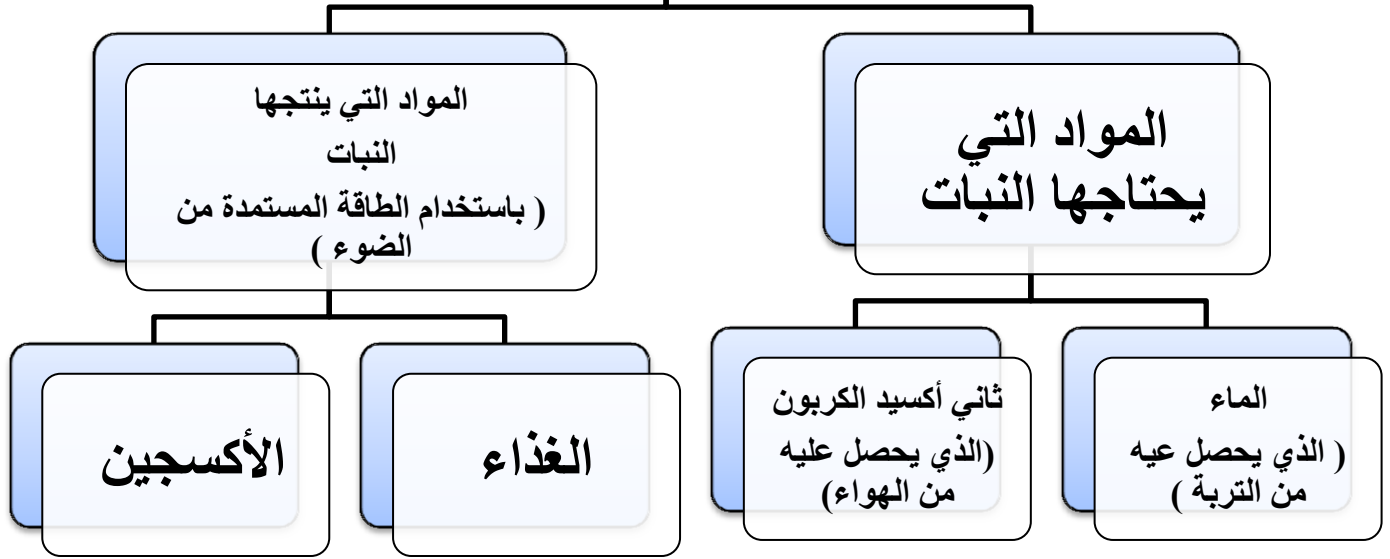 المواد التي
يحتاجها النبات
الماء
( الذي يحصل عيه
من التربة )
ثاني أكسيد الكربون
(الذي يحصل عليه
من الهواء)
المواد التي ينتجها
النبات
( باستخدام الطاقة المستمدة من
الضوء )
الغذاء
الأكسجين